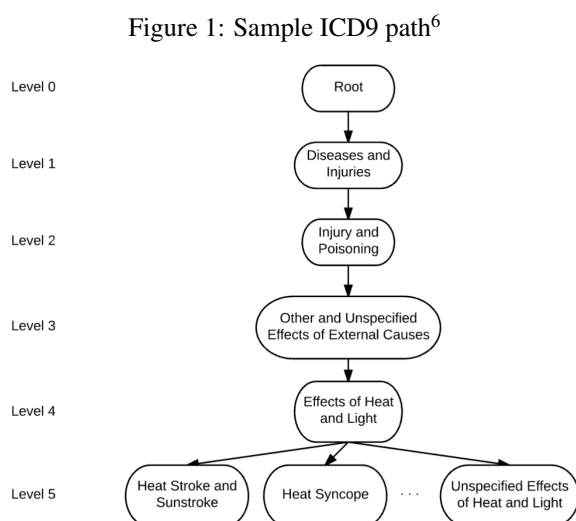 Figure 1: Sample ICD9 path6
Level 0
Root
Level 1
Diseases and
Injuries
Level 2
Injury and
Poisoning
Level 3
Other and Unspecified
Effects of External Causes
Level 4
Effects of Heat
and Light
Level 5
Heat Stroke and
Sunstroke
Heat Syncope
. . .
Unspecified Effects
of Heat and Light